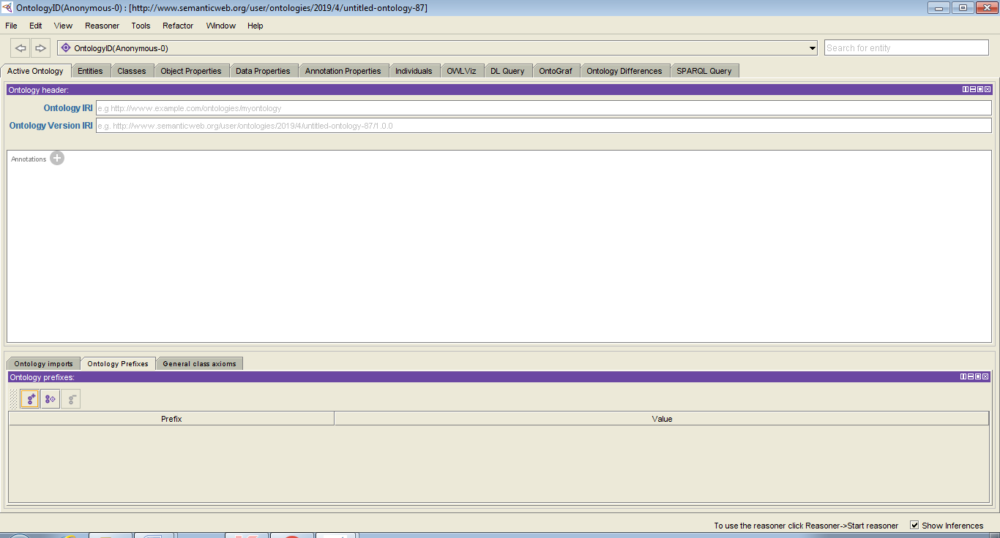 OntologyID(Anonymous-0) : [http://www.semanticweb.org/user/ontologies/2019/4/untitled-ontology-87]
File Edit View Reasoner Tools Refactor Window Help
OntologyID(Anonymous-0) Search for entity
Active Ontology Entities Classes Object Properties Data Properties Annotation Properties Individuals OWLViz DL Query OntoGraf Ontology Differences SPARQL Query
Ontology header:
Ontology IRI e.g http://www.example.com/ontologies/myontology
Ontology Version IRI e.g. http://www.semanticweb.org/user/ontologies/2019/4/untitled-ontology-87/1.0.0
Annotations
Ontology imports Ontology Prefixes General class axioms
Ontology prefixes:
Prefix Value
To use the reasoner click Reasoner->Start reasoner Show Inferences